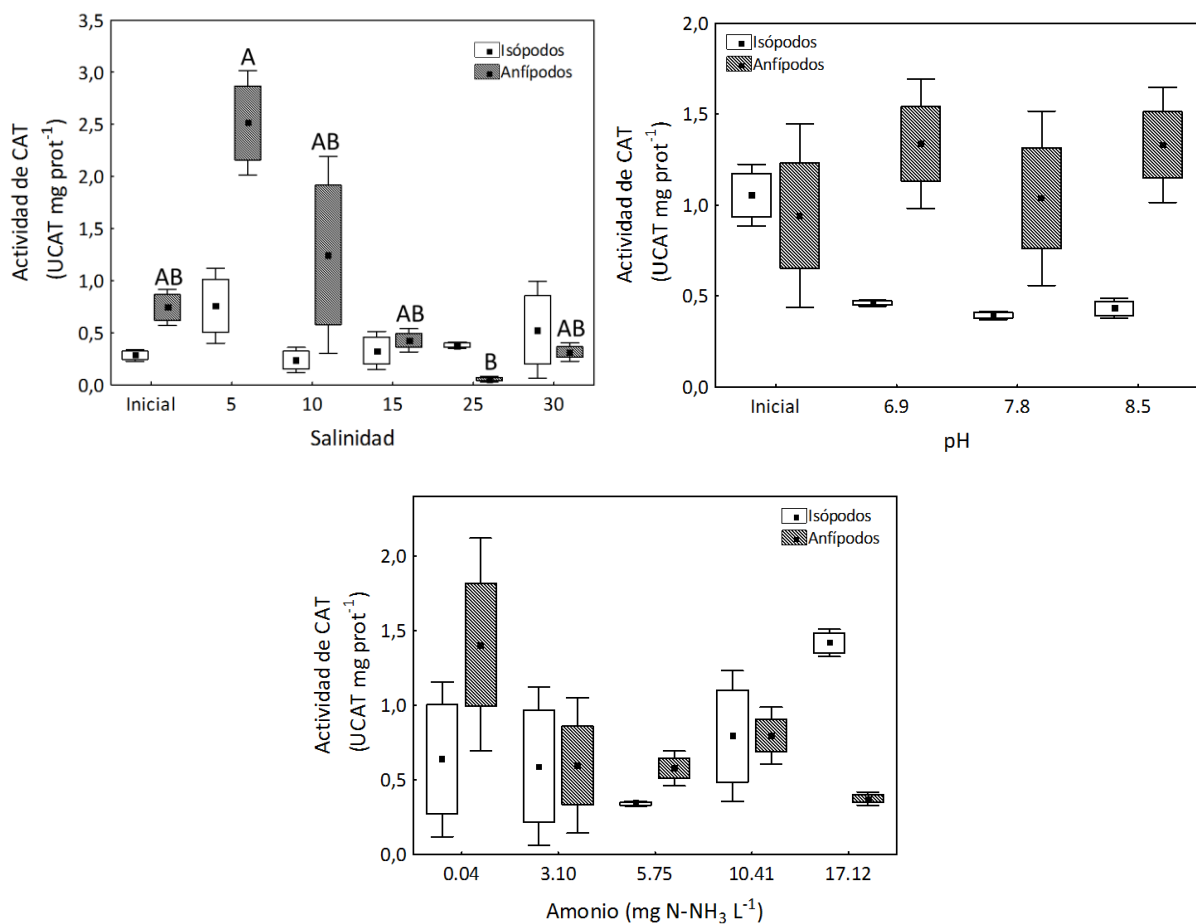 Actividad de CAT
(UCAT mg prot⁻¹)
3,5
3,0
2,5
2,0
1,5
1,0
0,5
0,0
Isópodos
Anfípodos
AB
A
AB
AB
B
AB
Inicial 5 10 15 25 30
Salinidad
Actividad de CAT
(UCAT mg prot⁻¹)
2,0
1,5
1,0
0,5
0,0
Isópodos
Anfípodos
Inicial 6.9 7.8 8.5
pH
Actividad de CAT
(UCAT mg prot⁻¹)
2,0
1,5
1,0
0,5
0,0
Isópodos
Anfípodos
0.04 3.10 5.75 10.41 17.12
Amonio (mg N-NH₃ L⁻¹)